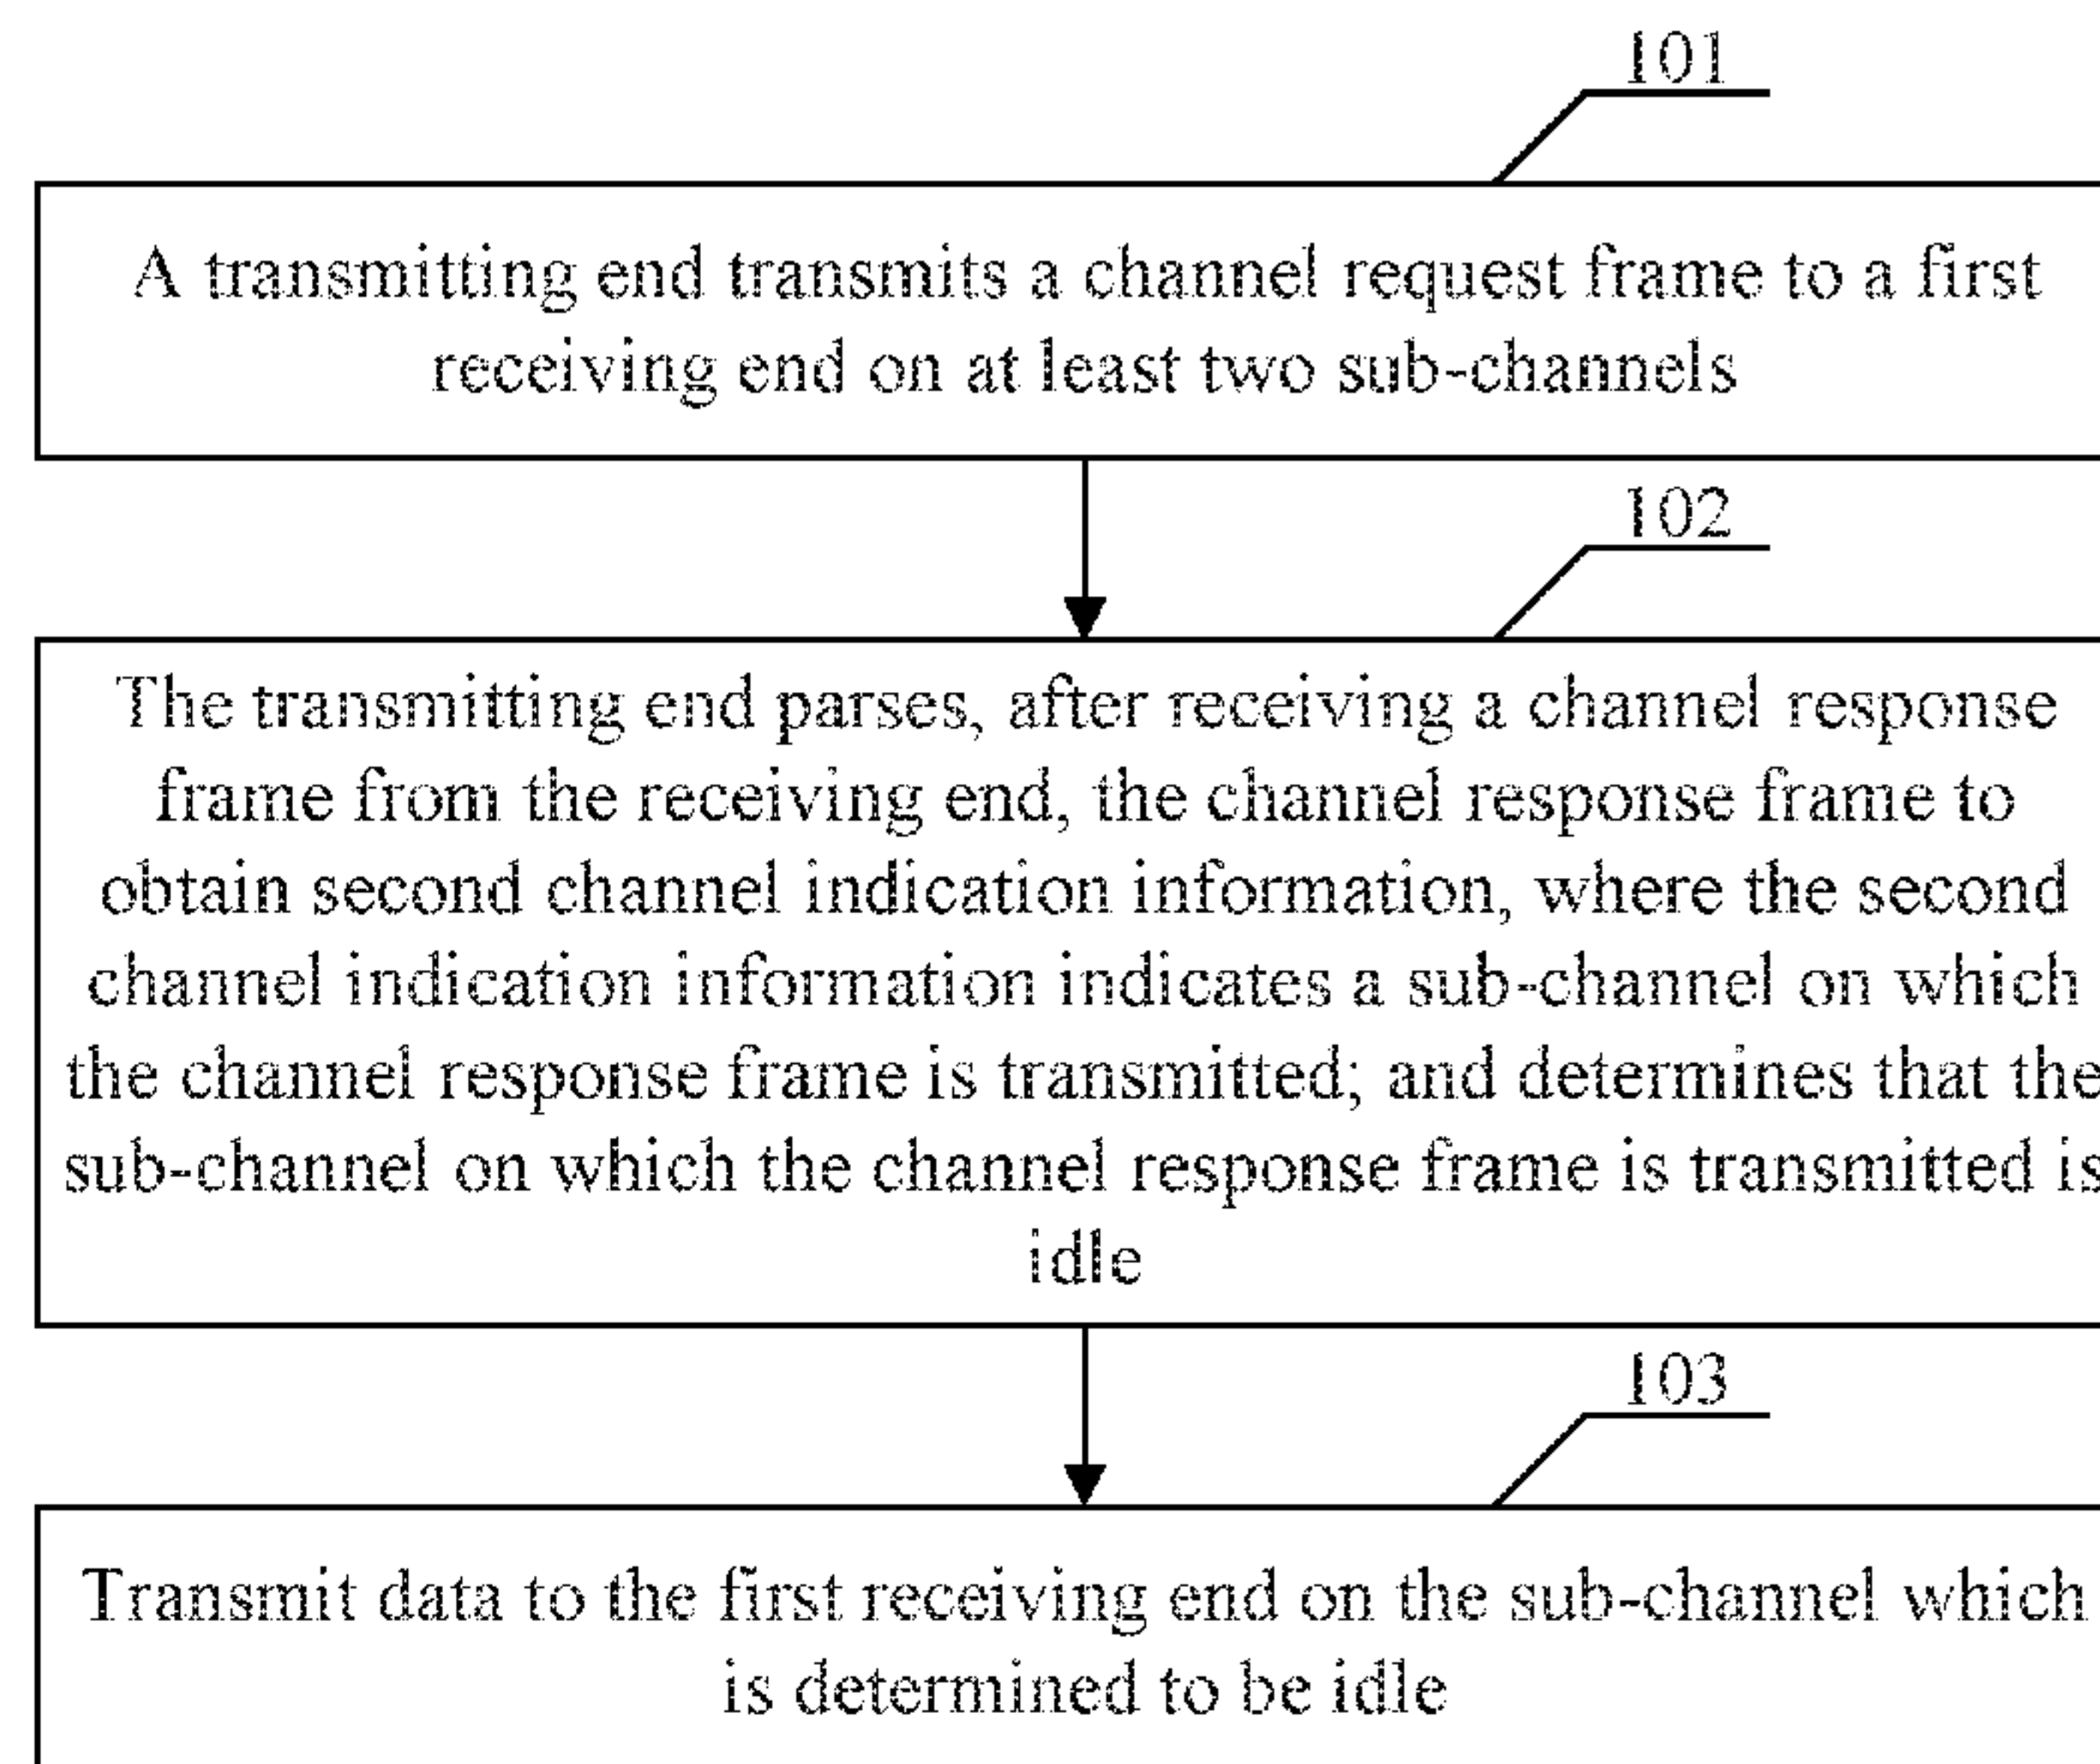 101
A transmitting end transmits a channel request frame to a first
receiving end on at least two sub-channels
102
The transmitting end parses, after receiving a channel response
frame from the receiving end, the channel response frame to
obtain second channel indication information, where the second
channel indication information indicates a sub-channel on which
the channel response frame is transmitted; and determines that the
sub-channel on which the channel response frame is transmitted is
idle
103
Transmit data to the first receiving end on the sub-channel which
is determined to be idle